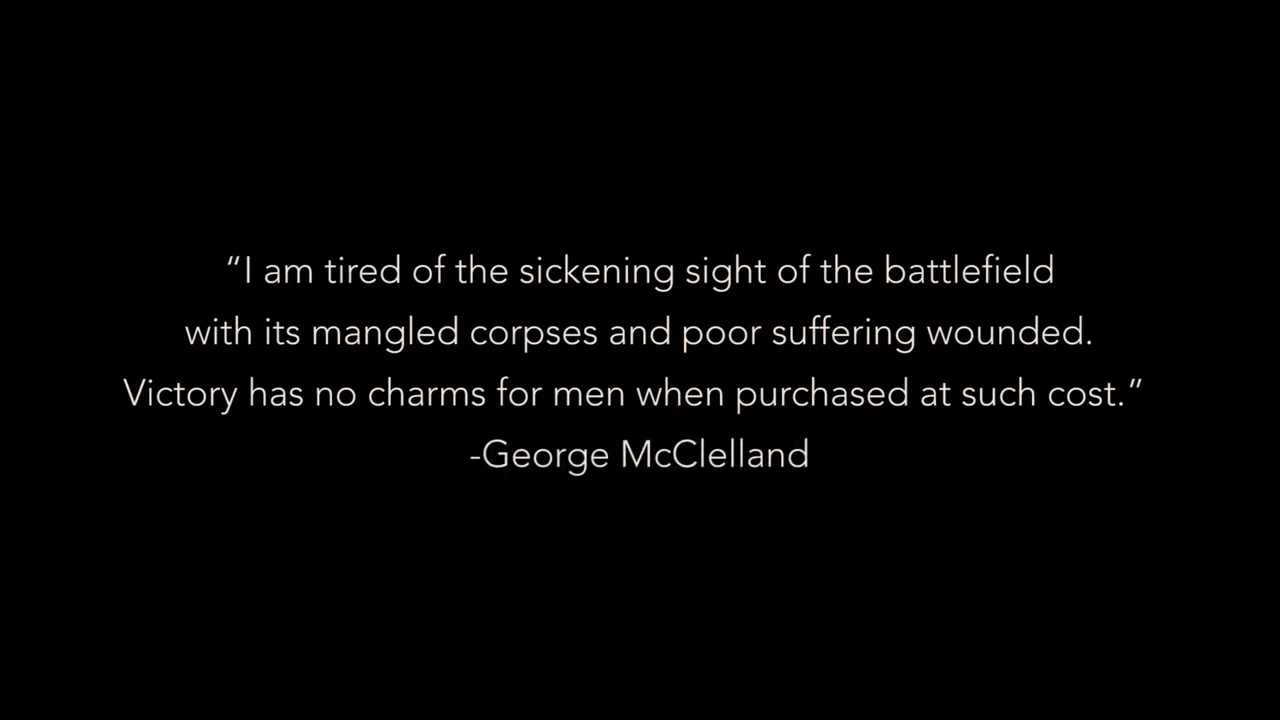 “I am tired of the sickening sight of the battlefield
with its mangled corpses and poor suffering wounded.
Victory has no charms for men when purchased at such cost.”
-George McClelland